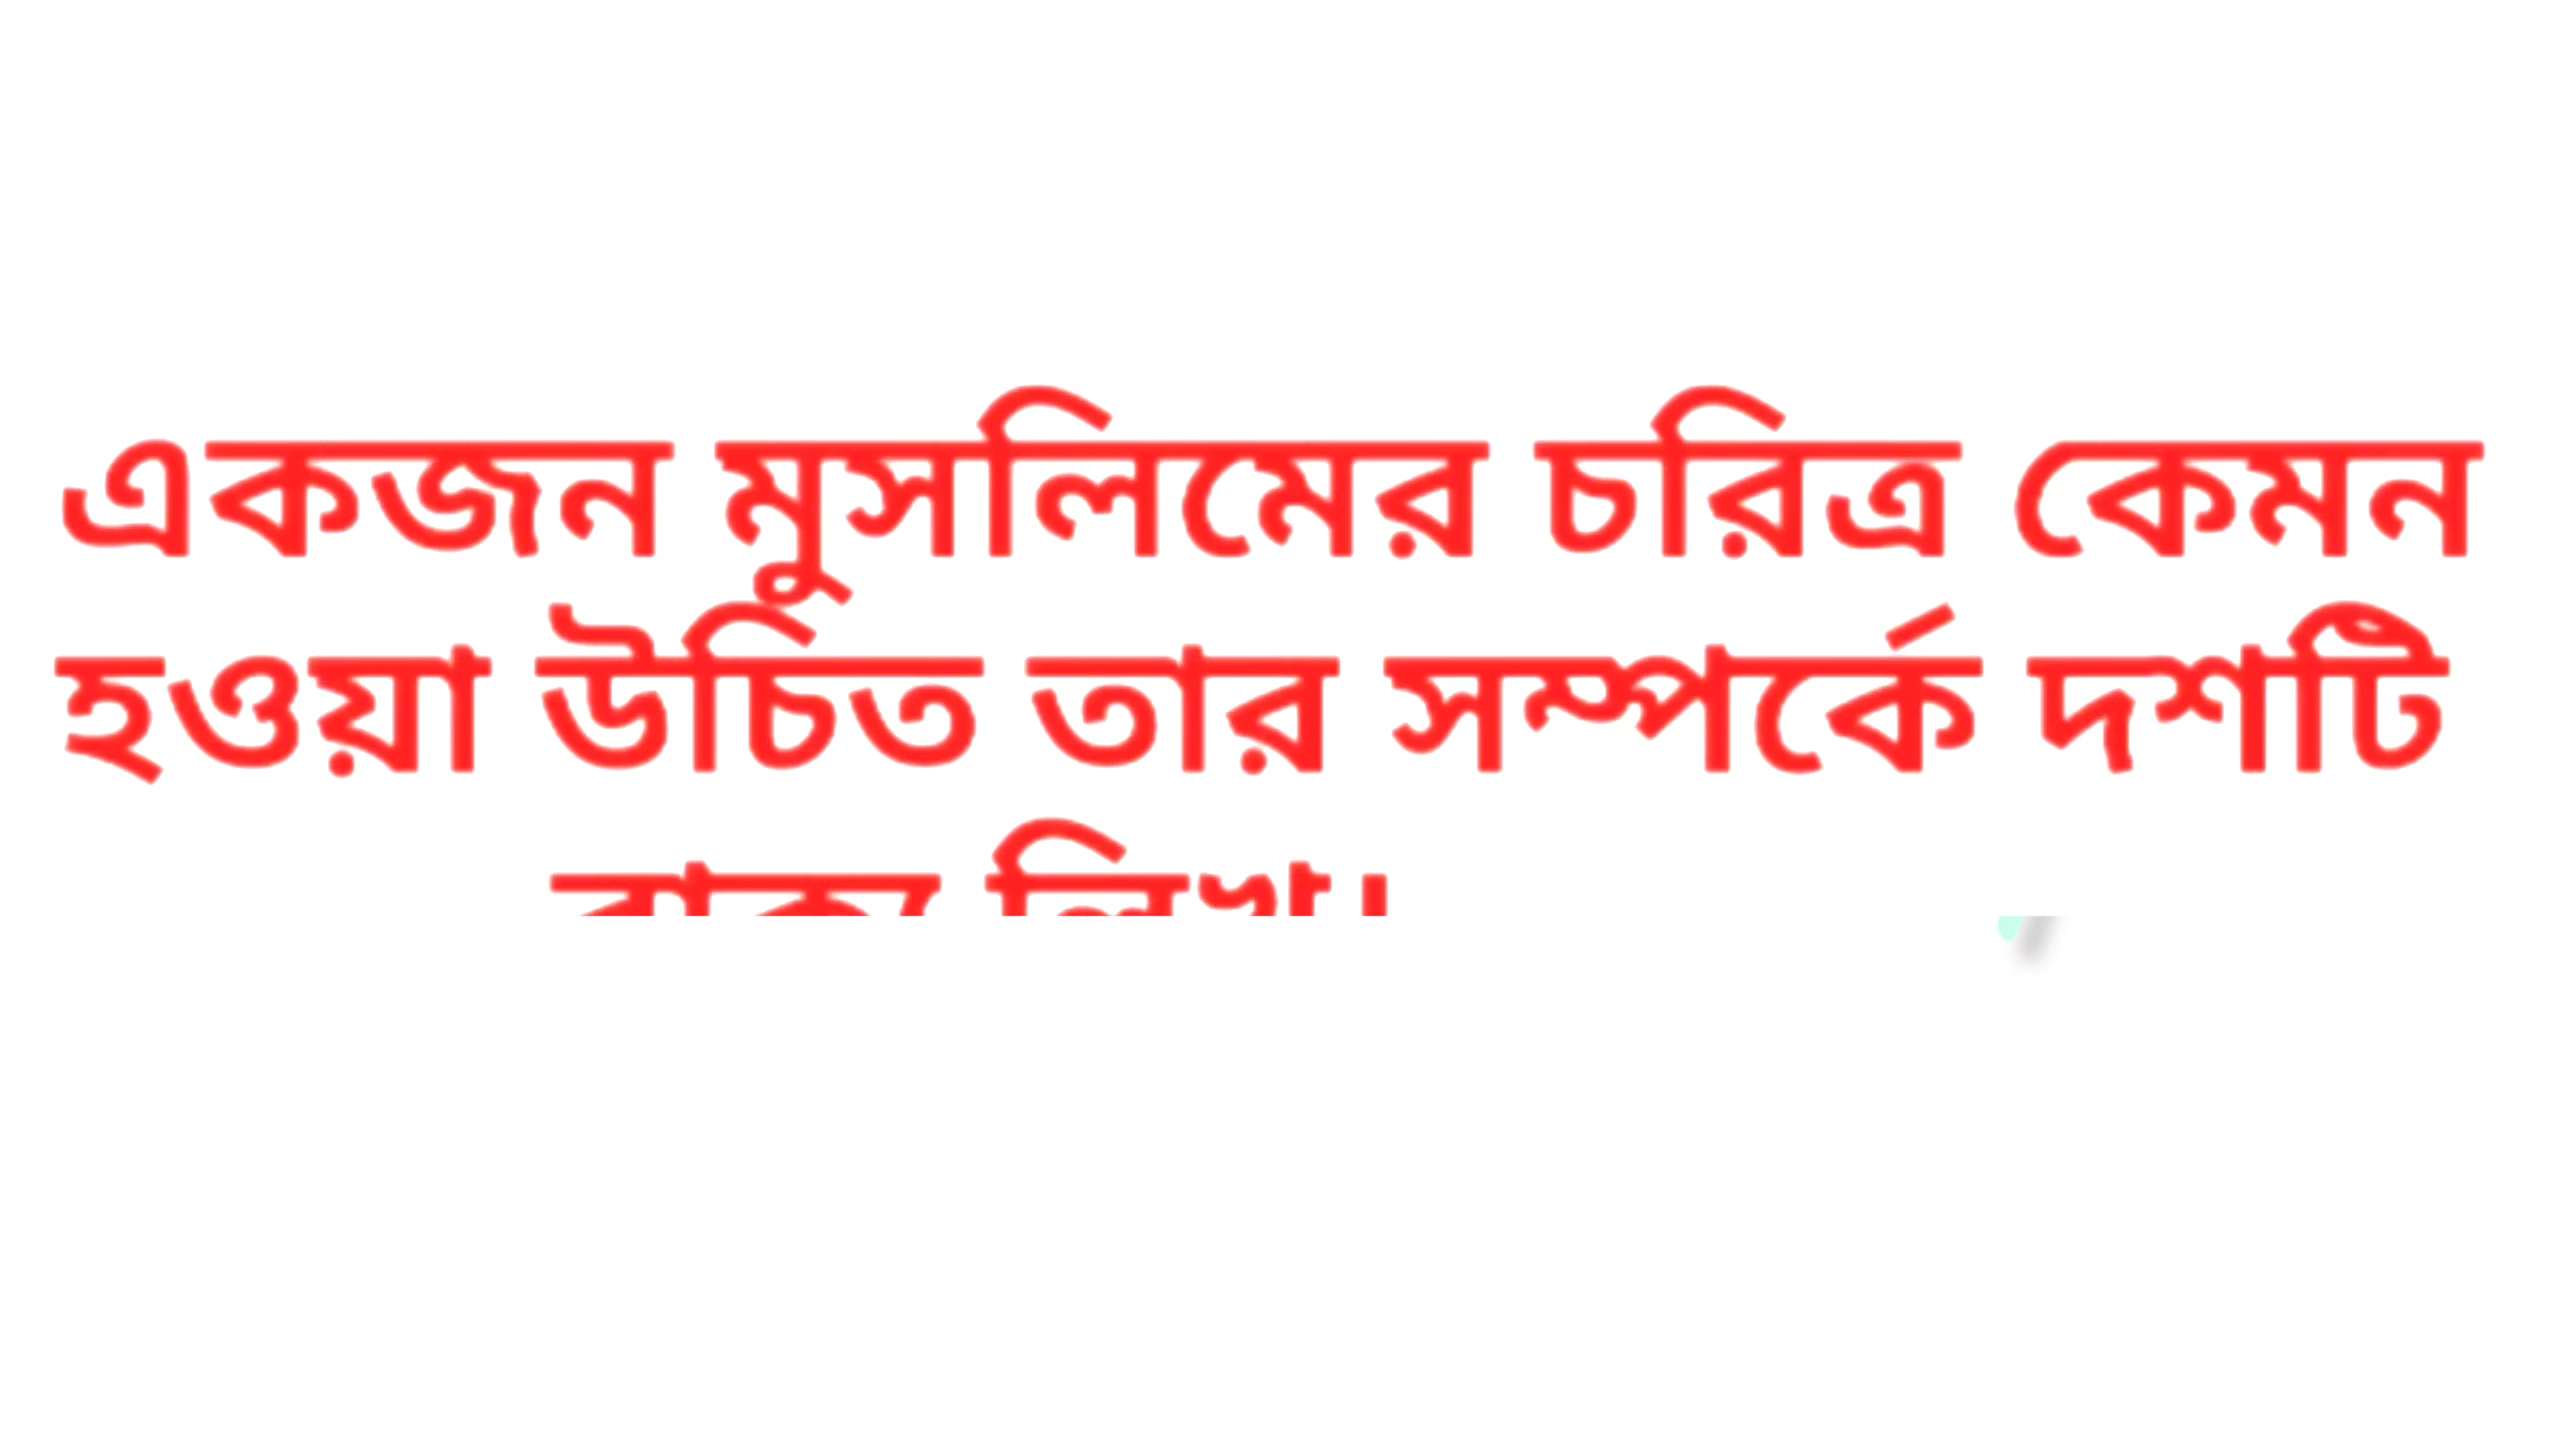 একজন মুসলিমের চরিত্র কেমন
হওয়া উচিত তার সম্পর্কে দশটি
বাক্য লিখ।